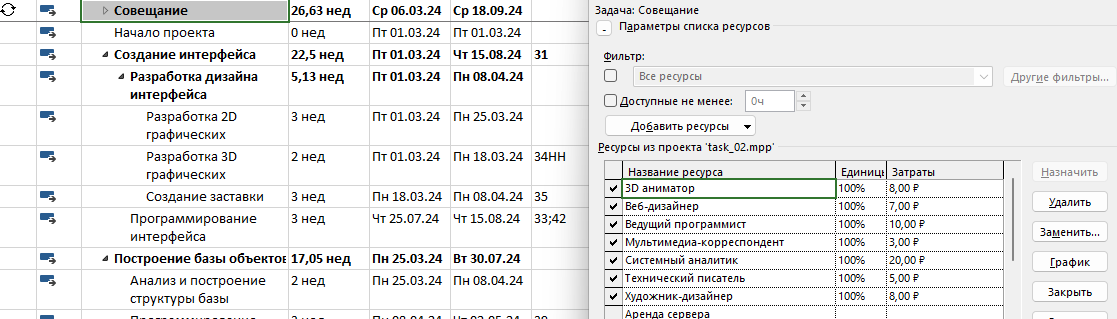 Совещание 26,63 нед Ср 06.03.24 Ср 18.09.24
Начало проекта 0 нед Пт 01.03.24 Пт 01.03.24
Создание интерфейса 22,5 нед Пт 01.03.24 Чт 15.08.24 31
Разработка дизайна интерфейса 5,13 нед Пт 01.03.24 Пн 08.04.24
Разработка 2D графических 3 нед Пт 01.03.24 Пн 25.03.24
Разработка 3D графических 2 нед Пт 01.03.24 Пн 18.03.24 34НН
Создание заставки 3 нед Пн 18.03.24 Пн 08.04.24 35
Программирование интерфейса 3 нед Чт 25.07.24 Чт 15.08.24 33;42
Построение базы объектов 17,05 нед Пн 25.03.24 Вт 30.07.24
Анализ и построение структуры базы 2 нед Пн 25.03.24 Пн 08.04.24
Задача: Совещание
- Параметры списка ресурсов
Фильтр:
Все ресурсы
Другие фильтры...
Доступные не менее: 0ч
Добавить ресурсы
Ресурсы из проекта 'task_02.mpp'
Название ресурса Единицы Затраты
3D аниматор 100% 8,00 ₽
Веб-дизайнер 100% 7,00 ₽
Ведущий программист 100% 10,00 ₽
Мультимедиа-корреспондент 100% 3,00 ₽
Системный аналитик 100% 20,00 ₽
Технический писатель 100% 5,00 ₽
Художник-дизайнер 100% 8,00 ₽
Аренда сервера
Назначить
Удалить
Заменить...
График
Закрыть